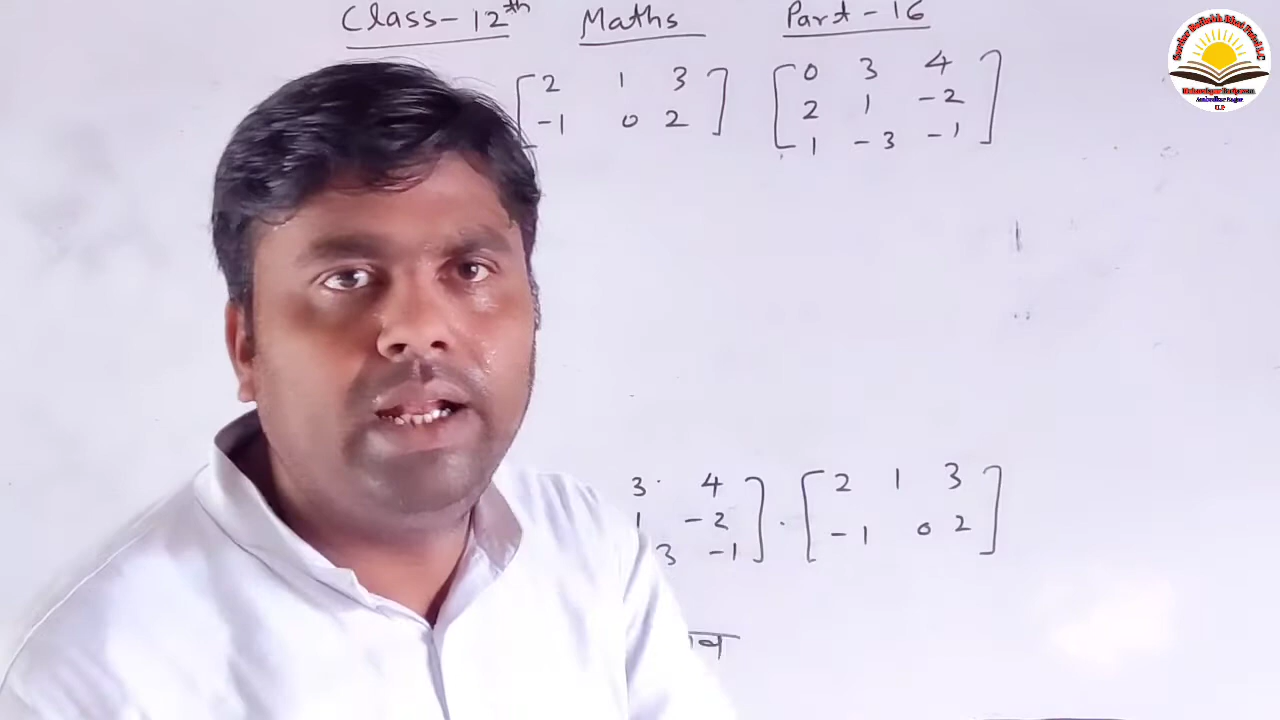 Class-12th Maths Part-16
2 1 3 0 3 4
-1 0 2 2 1 -2
1 -3 -1
3 4 . 2 1 3
1 -2 -1 0 2
3 -1